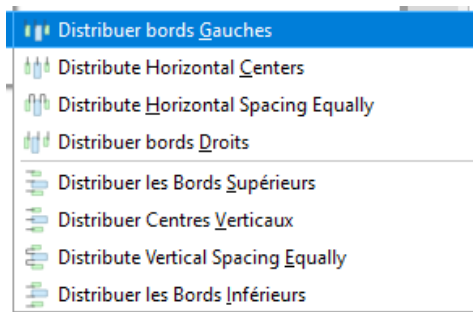 Distribuer bords Gauches
Distribute Horizontal Centers
Distribute Horizontal Spacing Equally
Distribuer bords Droits
Distribuer les Bords Supérieurs
Distribuer Centres Verticaux
Distribute Vertical Spacing Equally
Distribuer les Bords Inférieurs